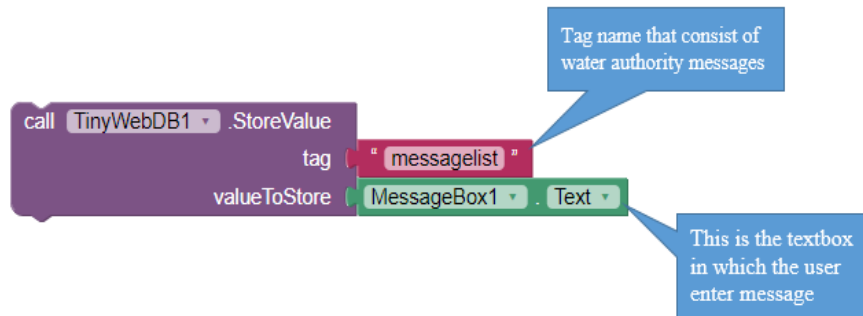 Tag name that consist of
water authority messages
call TinyWebDB1 .StoreValue
tag " messagelist "
valueToStore MessageBox1 . Text
This is the textbox
in which the user
enter message